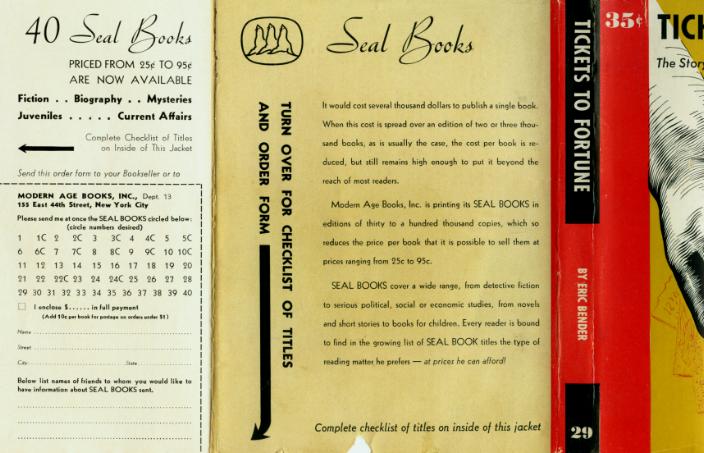 40 Seal Books
PRICED FROM 25¢ TO 95¢
ARE NOW AVAILABLE
Fiction . . Biography . . Mysteries
Juveniles . . . . . Current Affairs
Complete Checklist of Titles
on Inside of This Jacket
Send this order form to your Bookseller or to
MODERN AGE BOOKS, INC., Dept. 13
155 East 44th Street, New York City
Please send me at once the SEAL BOOKS circled below:
(circle numbers desired)
1 1C 2 2C 3 3C 4 4C 5 5C
6 6C 7 7C 8 8C 9 9C 10 10C
11 12 13 14 15 16 17 18 19 20
21 22 22C 23 24 24C 25 26 27 28
29 30 31 32 33 34 35 36 37 38 39 40
I enclose $...... in full payment
(Add 10c per book for postage on orders under $1)
Name
Street
City State
Below list names of friends to whom you would like to
have information about SEAL BOOKS sent.
Seal Books
TURN OVER FOR CHECKLIST OF TITLES
AND ORDER FORM
It would cost several thousand dollars to publish a single book.
When this cost is spread over an edition of two or three thou-
sand books, as is usually the case, the cost per book is re-
duced, but still remains high enough to put it beyond the
reach of most readers.
Modern Age Books, Inc. is printing its SEAL BOOKS in
editions of thirty to a hundred thousand copies, which so
reduces the price per book that it is possible to sell them at
prices ranging from 25c to 95c.
SEAL BOOKS cover a wide range, from detective fiction
to serious political, social or economic studies, from novels
and short stories to books for children. Every reader is bound
to find in the growing list of SEAL BOOK titles the type of
reading matter he prefers — at prices he can afford!
Complete checklist of titles on inside of this jacket
TICKETS TO FORTUNE
BY ERIC BENDER
29
35¢
TICK
The Story